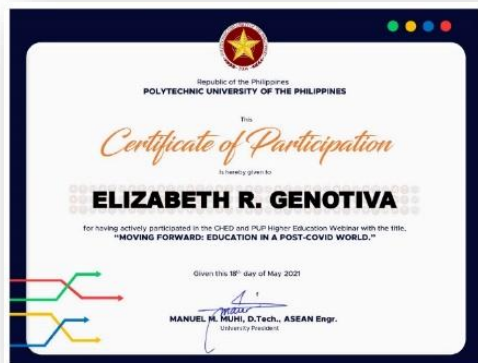 Republic of the Philippines
POLYTECHNIC UNIVERSITY OF THE PHILIPPINES
This
Certificate of Participation
is hereby given to
ELIZABETH R. GENOTIVA
for having actively participated in the CHED and PUP Higher Education Webinar with the title,
"MOVING FORWARD: EDUCATION IN A POST-COVID WORLD."
Given this 18th day of May 2021
MANUEL M. MUHI, D.Tech., ASEAN Engr.
University President